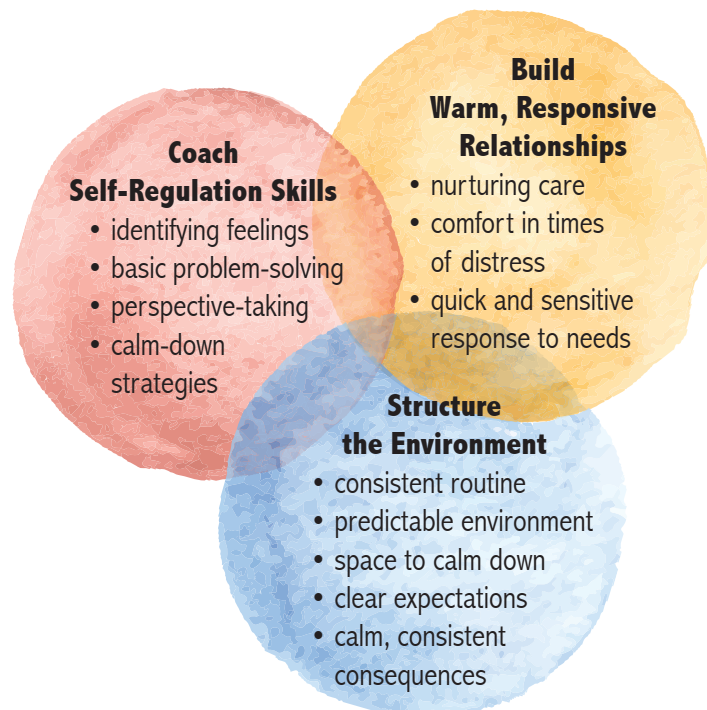 Coach
Self-Regulation Skills
• identifying feelings
• basic problem-solving
• perspective-taking
• calm-down
strategies
Build
Warm, Responsive
Relationships
• nurturing care
• comfort in times
of distress
• quick and sensitive
response to needs
Structure
the Environment
• consistent routine
• predictable environment
• space to calm down
• clear expectations
• calm, consistent
consequences